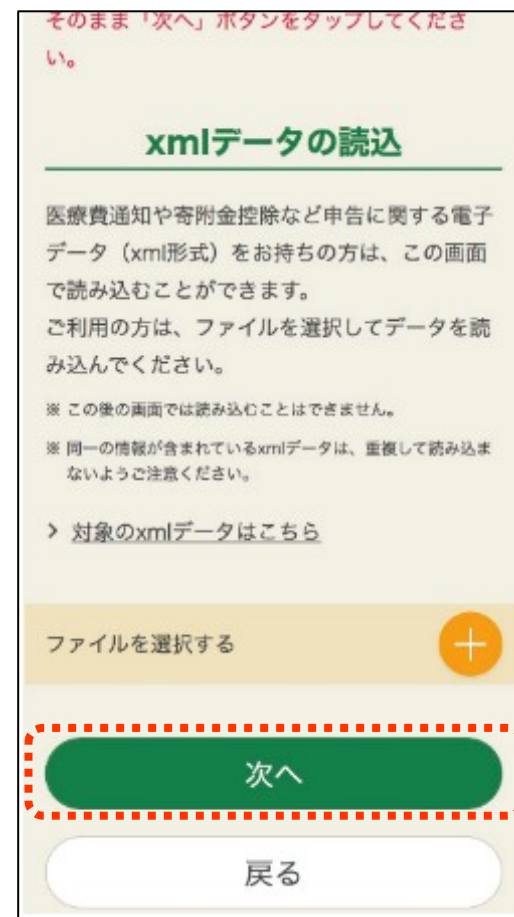 そのまま「次へ」ボタンをタップしてくださ
い。
xmlデータの読込
医療費通知や寄附金控除など申告に関する電子
データ（xml形式）をお持ちの方は、この画面
で読み込むことができます。
ご利用の方は、ファイルを選択してデータを読
み込んでください。
※ この後の画面では読み込むことはできません。
※ 同一の情報が含まれているxmlデータは、重複して読み込ま
ないようご注意ください。
> 対象のxmlデータはこちら
ファイルを選択する
次へ
戻る